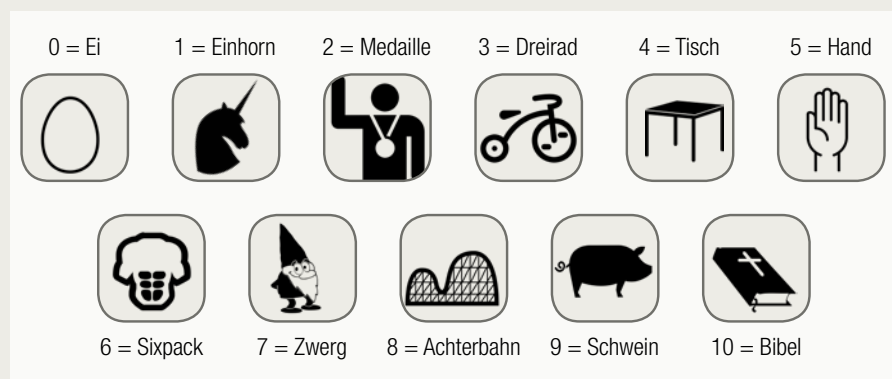 0 = Ei 1 = Einhorn 2 = Medaille 3 = Dreirad 4 = Tisch 5 = Hand
6 = Sixpack 7 = Zwerg 8 = Achterbahn 9 = Schwein 10 = Bibel